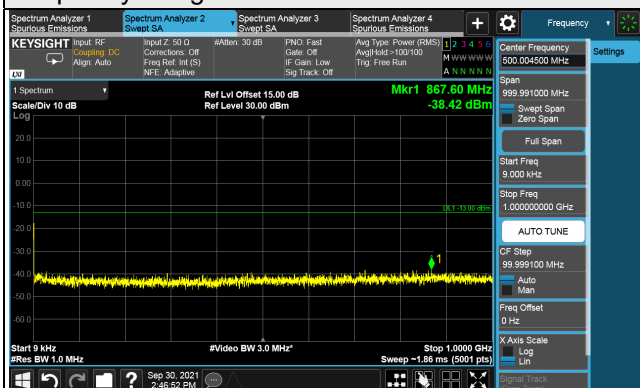 Spectrum Analyzer 1
Spurious Emissions
Spectrum Analyzer 2
Swept SA
Spectrum Analyzer 3
Swept SA
Spectrum Analyzer 4
Spurious Emissions
+
Frequency
KEYSIGHT
Input: RF
Coupling: DC
Align: Auto
Input Z: 50 Ω
Corrections: Off
Freq Ref: Int (S)
NFE: Adaptive
#Atten: 30 dB
PNO: Fast
Gate: Off
IF Gain: Low
Sig Track: Off
Avg Type: Power (RMS)
Avg|Hold:>100/100
Trig: Free Run
1 2 3 4 5 6
M W W W W W
A N N N N N
LXI
1 Spectrum
Scale/Div 10 dB
Ref Lvl Offset 15.00 dB
Ref Level 30.00 dBm
Mkr1 867.60 MHz
-38.42 dBm
Log
20.0
10.0
0.00
-10.0
-20.0
-30.0
-40.0
-50.0
-60.0
DL1 -13.00 dBm
1
Start 9 kHz
#Res BW 1.0 MHz
#Video BW 3.0 MHz*
Stop 1.0000 GHz
Sweep ~1.86 ms (5001 pts)
Center Frequency
500.004500 MHz
Settings
Span
999.991000 MHz
Swept Span
Zero Span
Full Span
Start Freq
9.000 kHz
Stop Freq
1.000000000 GHz
AUTO TUNE
CF Step
99.999100 MHz
Auto
Man
Freq Offset
0 Hz
X Axis Scale
Log
Lin
Signal Track
?
Sep 30, 2021
2:46:52 PM